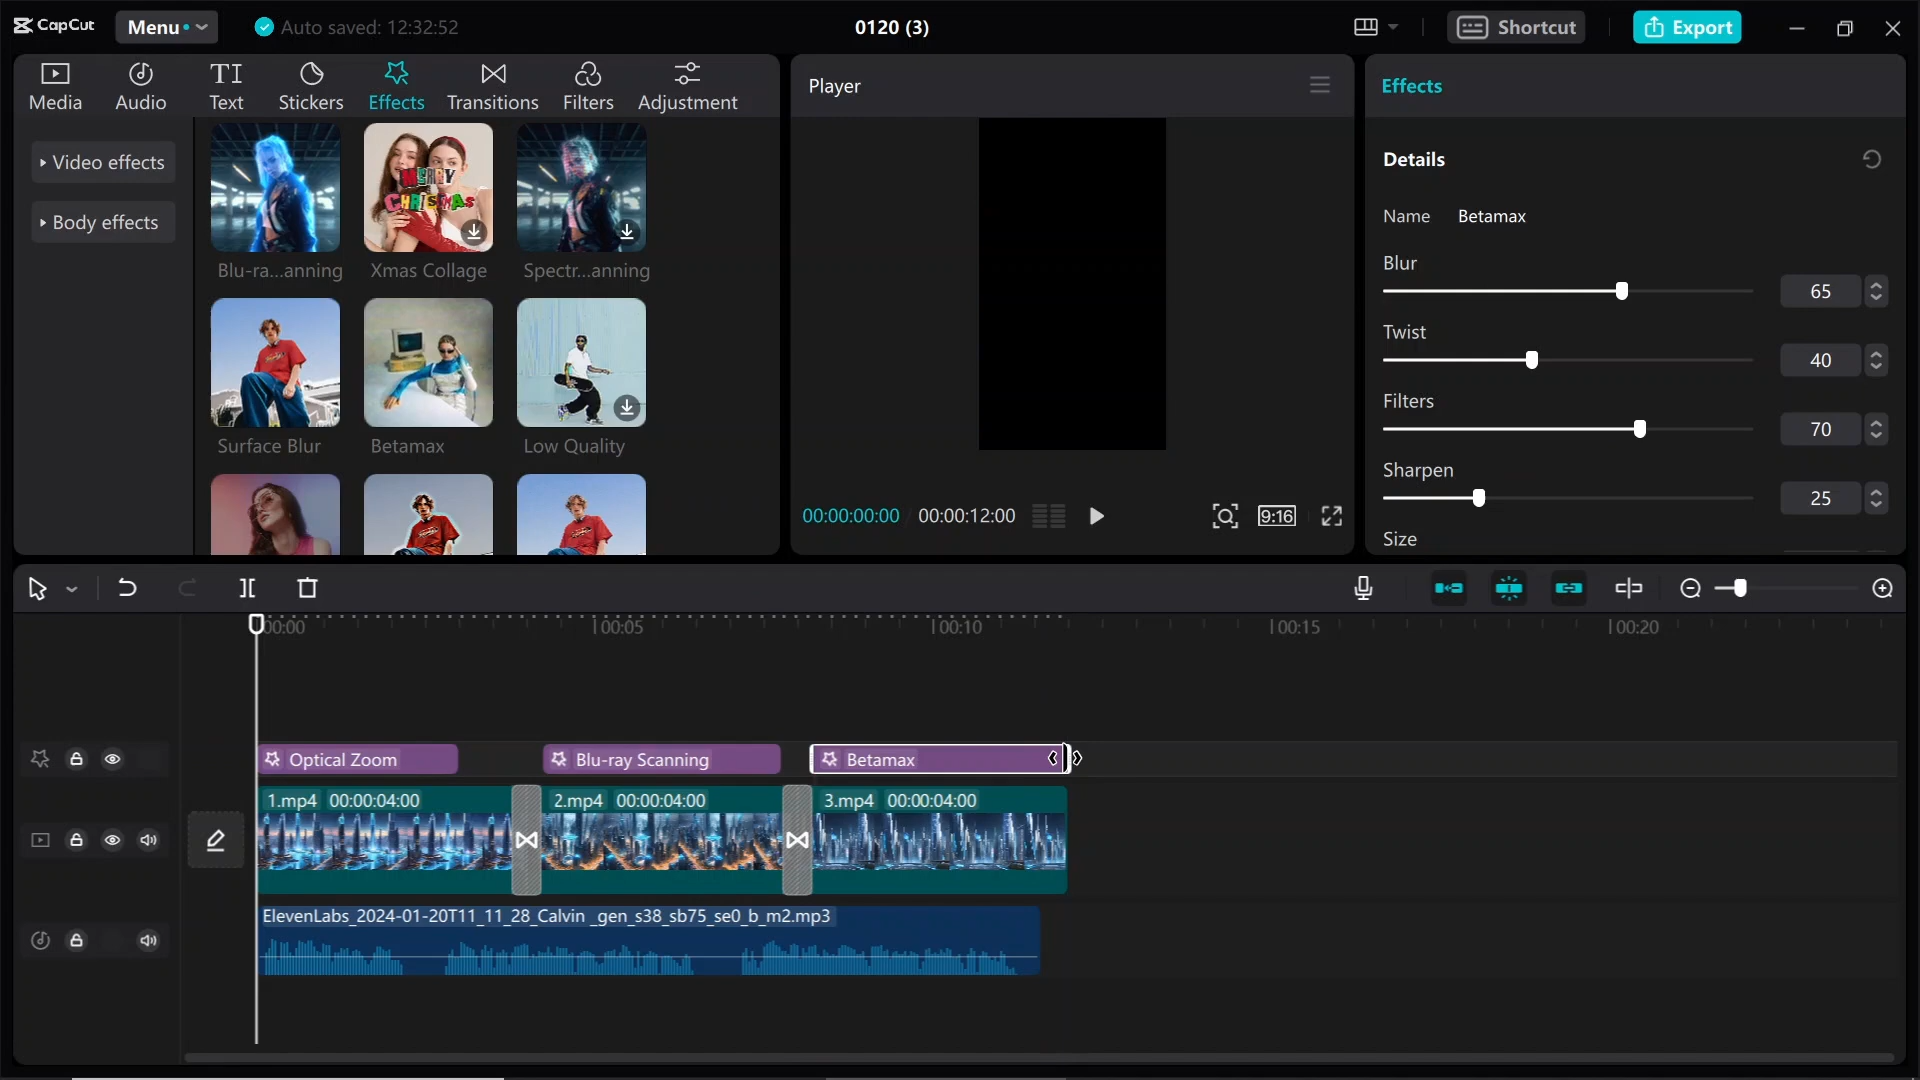 CapCut
Menu
Auto saved: 12:32:52
0120 (3)
Shortcut
Export
Media
Audio
TI
Text
Stickers
Effects
Transitions
Filters
Adjustment
Video effects
Body effects
MERRY
CHRISTMAS
Blu-ra...anning
Xmas Collage
Spectr...anning
Surface Blur
Betamax
Low Quality
Player
00:00:00:00
00:00:12:00
9:16
Effects
Details
Name Betamax
Blur
65
Twist
40
Filters
70
Sharpen
25
Size
00:00
00:05
00:10
00:15
00:20
Optical Zoom
Blu-ray Scanning
Betamax
1.mp4 00:00:04:00
2.mp4 00:00:04:00
3.mp4 00:00:04:00
ElevenLabs_2024-01-20T11_11_28_Calvin _gen_s38_sb75_se0_b_m2.mp3